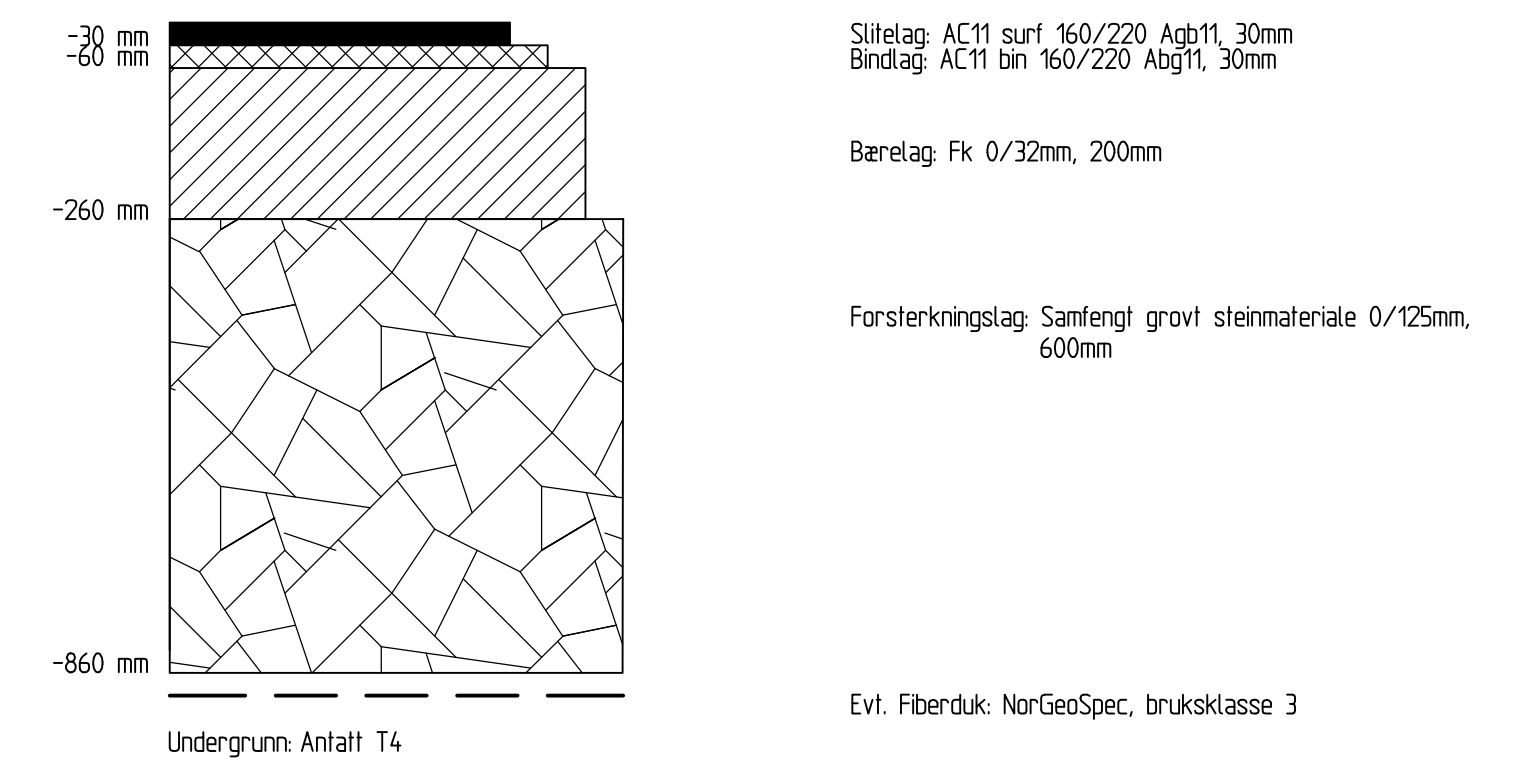 -30 mm
-60 mm
Slitelag: AC11 surf 160/220 Agb11, 30mm
Bindlag: AC11 bin 160/220 Abg11, 30mm
Bærelag: Fk 0/32mm, 200mm
-260 mm
Forsterkningslag: Samfengt grovt steinmateriale 0/125mm,
600mm
-860 mm
Evt. Fiberduk: NorGeoSpec, bruksklasse 3
Undergrunn: Antatt T4